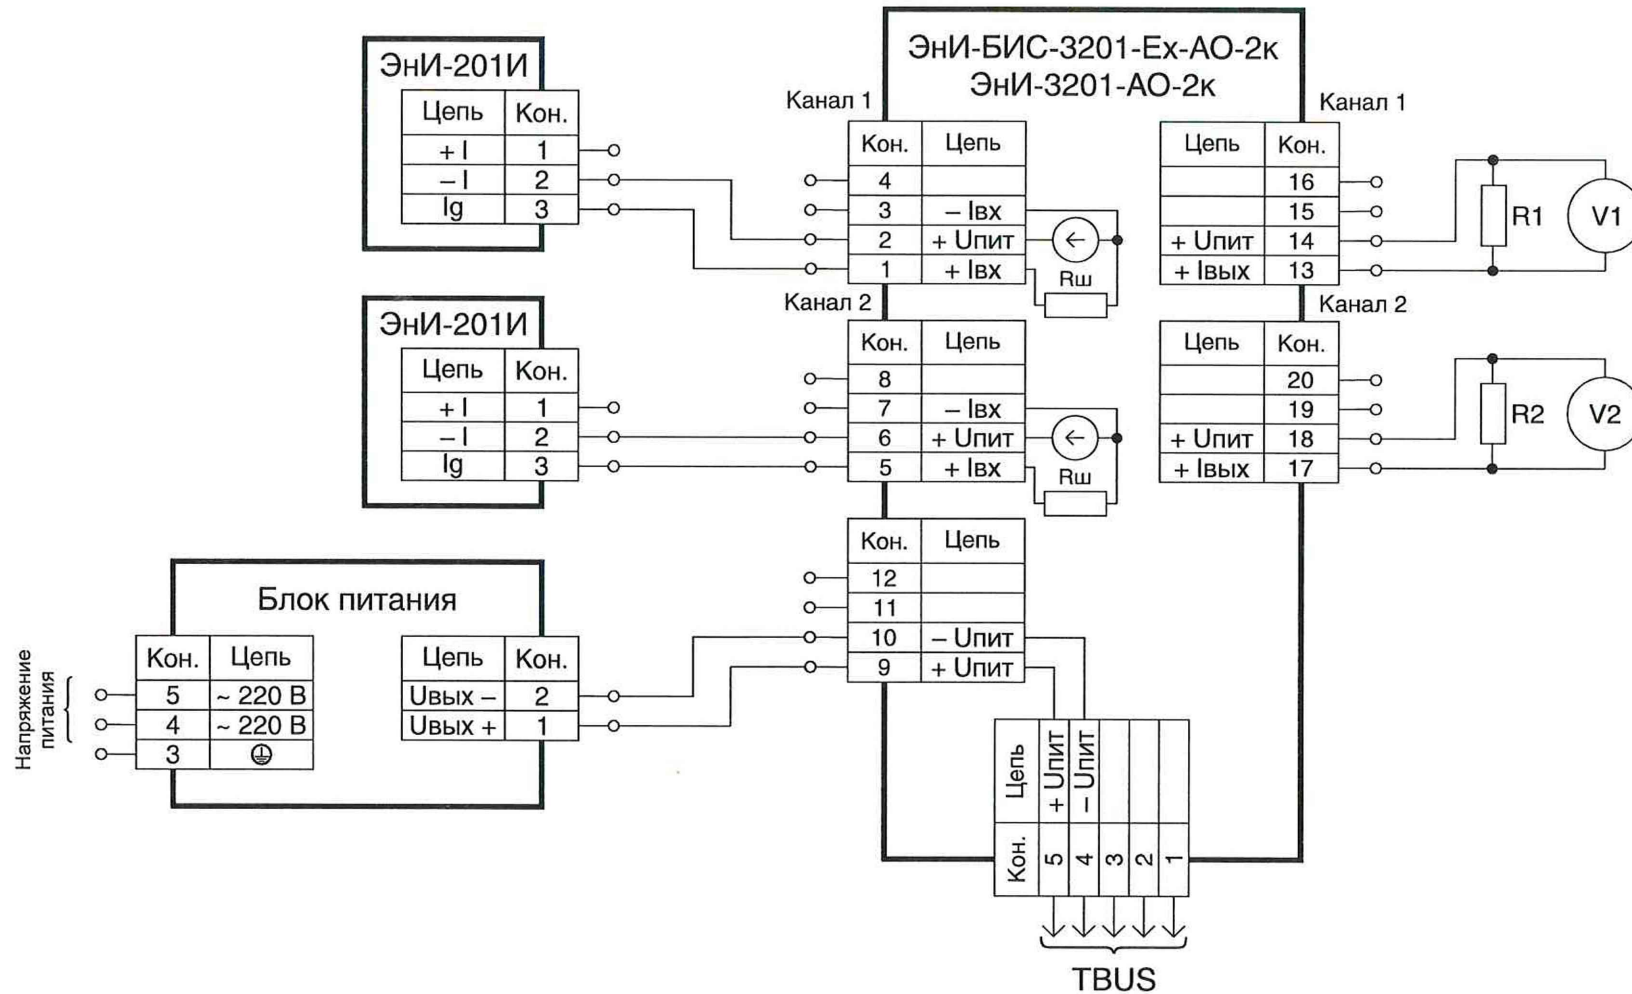 ЭнИ-БИС-3201-Ех-АО-2к
ЭнИ-3201-АО-2к
ЭнИ-201И
Цепь Кон.
+ I 1
– I 2
Ig 3
Канал 1
Кон. Цепь
4
3 – Iвх
2 + Uпит
1 + Iвх
Rш
Канал 1
Цепь Кон.
16
15
+ Uпит 14
+ Iвых 13
R1
V1
ЭнИ-201И
Цепь Кон.
+ I 1
– I 2
Ig 3
Канал 2
Кон. Цепь
8
7 – Iвх
6 + Uпит
5 + Iвх
Rш
Канал 2
Цепь Кон.
20
19
+ Uпит 18
+ Iвых 17
R2
V2
Блок питания
Напряжение
питания
Кон. Цепь
5 ~ 220 В
4 ~ 220 В
3
Цепь Кон.
Uвых – 2
Uвых + 1
Кон. Цепь
12
11
10 – Uпит
9 + Uпит
Цепь + Uпит – Uпит
Кон. 5 4 3 2 1
TBUS